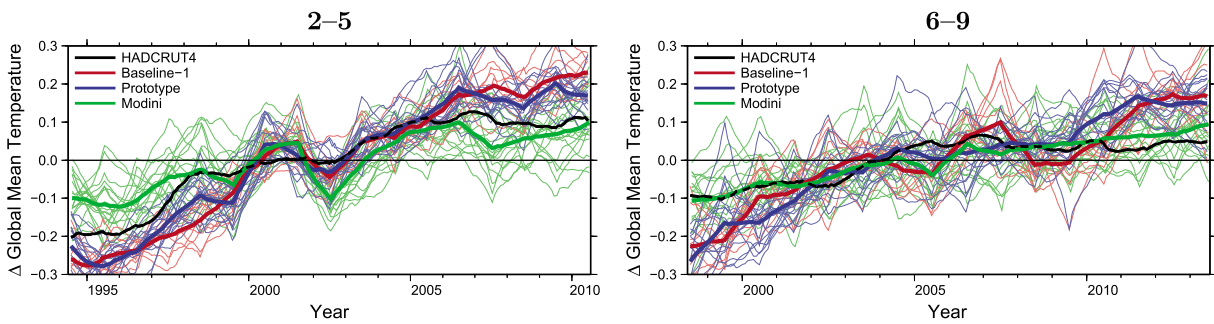 2–5
Δ Global Mean Temperature
0.3
0.2
0.1
0.0
−0.1
−0.2
−0.3
HADCRUT4
Baseline−1
Prototype
Modini
1995
2000
2005
2010
Year
6–9
Δ Global Mean Temperature
0.3
0.2
0.1
0.0
−0.1
−0.2
−0.3
HADCRUT4
Baseline−1
Prototype
Modini
2000
2005
2010
Year